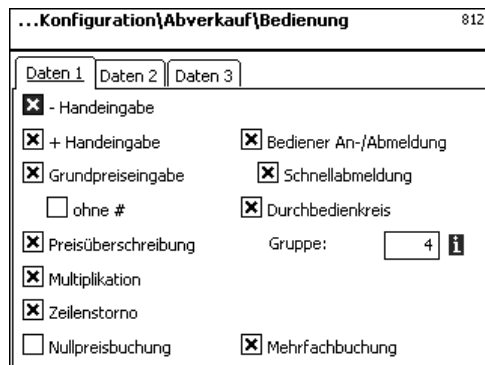 ...Konfiguration\Abverkauf\Bedienung 812
Daten 1 Daten 2 Daten 3
- Handeingabe
+ Handeingabe Bediener An-/Abmeldung
Grundpreiseingabe Schnellabmeldung
ohne # Durchbedienkreis
Preisüberschreibung Gruppe: 4 i
Multiplikation
Zeilenstorno
Nullpreisbuchung Mehrfachbuchung